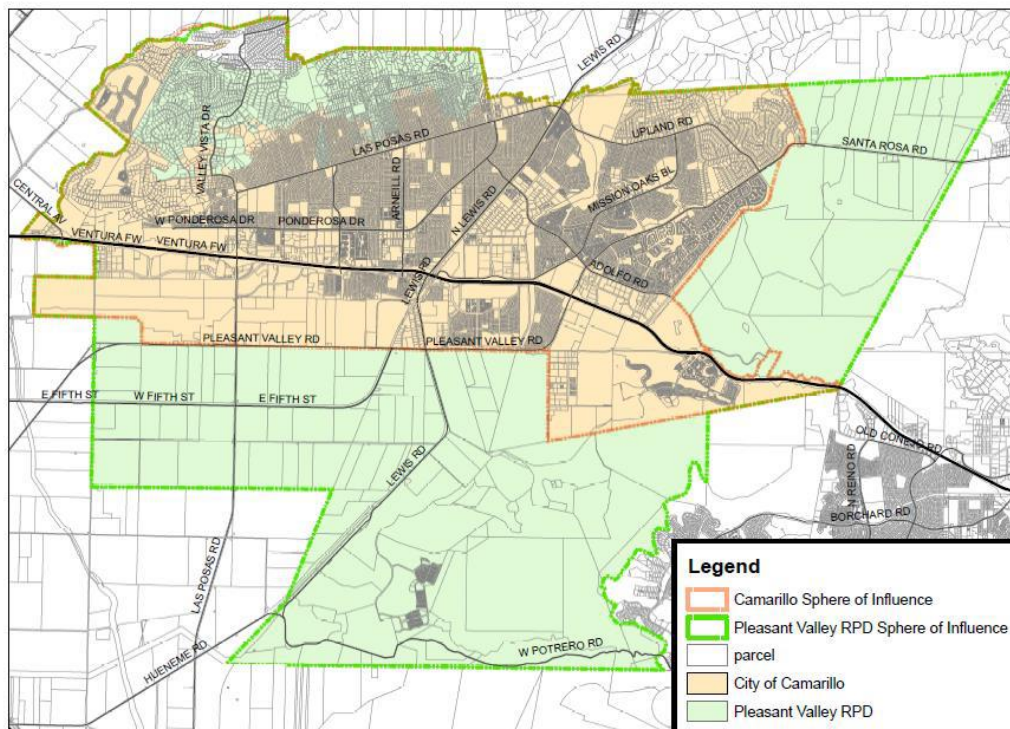 LEWIS RD
LAS POSAS RD
UPLAND RD
SANTA ROSA RD
VALLEY VISTA DR
ARNEILL RD
MISSION OAKS BL
CENTRAL AV
W PONDEROSA DR
PONDEROSA DR
N LEWIS RD
VENTURA FW
VENTURA FW
LEWIS RD
ADOLFO RD
PLEASANT VALLEY RD
PLEASANT VALLEY RD
E FIFTH ST
W FIFTH ST
E FIFTH ST
OLD CONEJO RD
N REINO RD
LEWIS RD
BORCHARD RD
LAS POSAS RD
HUENEME RD
W POTRERO RD
Legend
Camarillo Sphere of Influence
Pleasant Valley RPD Sphere of Influence
parcel
City of Camarillo
Pleasant Valley RPD